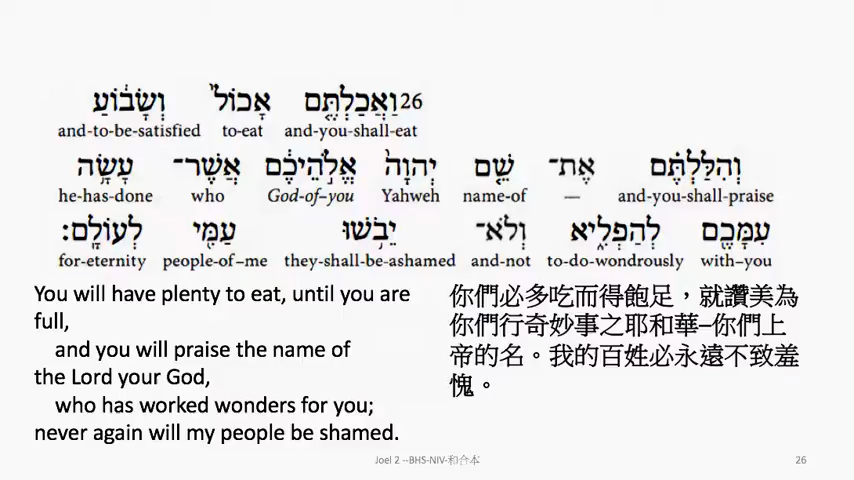 26 וַאֲכַלְתֶּ֤ם אָכוֹל֙ וְשָׂב֔וֹעַ
and-you-shall-eat to-eat and-to-be-satisfied
וְהִלַּלְתֶּ֗ם אֶת־ שֵׁ֤ם יְהוָה֙ אֱלֹ֣הֵיכֶ֔ם אֲשֶׁר־ עָשָׂ֥ה
and-you-shall-praise — name-of Yahweh God-of-you who he-has-done
עִמָּכֶ֖ם לְהַפְלִ֑יא וְלֹא־ יֵבֹ֥שׁוּ עַמִּ֖י לְעוֹלָֽם׃
with-you to-do-wondrously and-not they-shall-be-ashamed people-of-me for-eternity
You will have plenty to eat, until you are
full,
and you will praise the name of
the Lord your God,
who has worked wonders for you;
never again will my people be shamed.
你們必多吃而得飽足，就讚美為
你們行奇妙事之耶和華–你們上
帝的名。我的百姓必永遠不致羞
愧。
Joel 2 --BHS-NIV-和合本
26